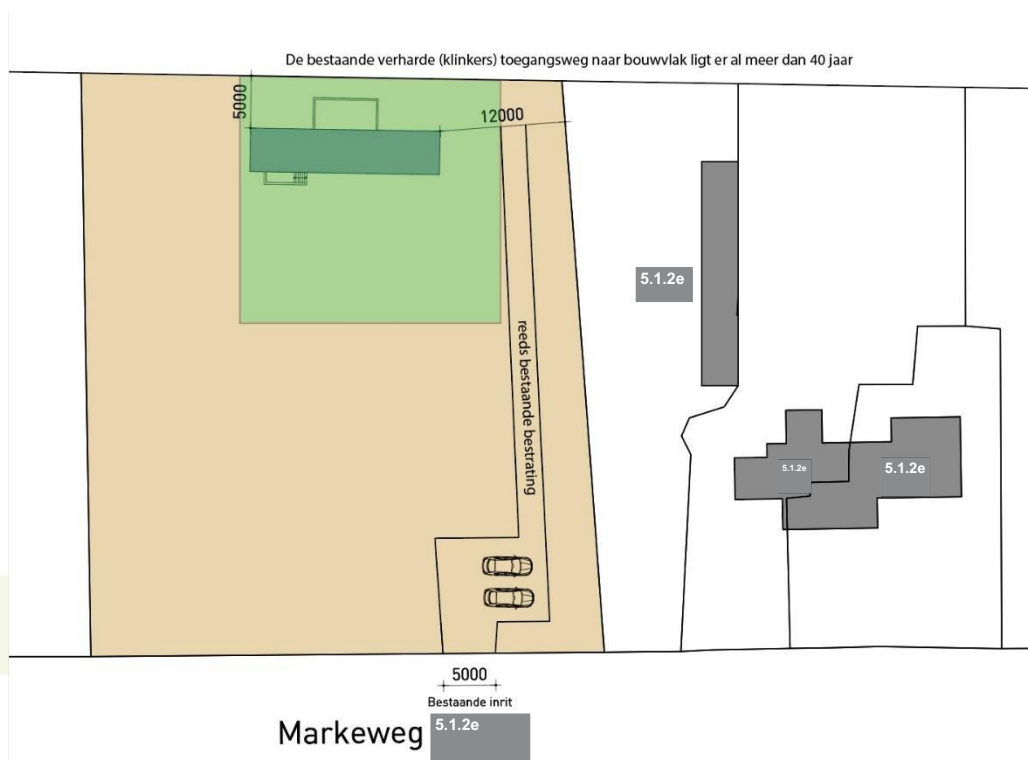 De bestaande verharde (klinkers) toegangsweg naar bouwvlak ligt er al meer dan 40 jaar
5000
12000
5.1.2e
reeds bestaande bestrating
5.1.2e
5.1.2e
5000
Bestaande inrit
Markeweg 5.1.2e